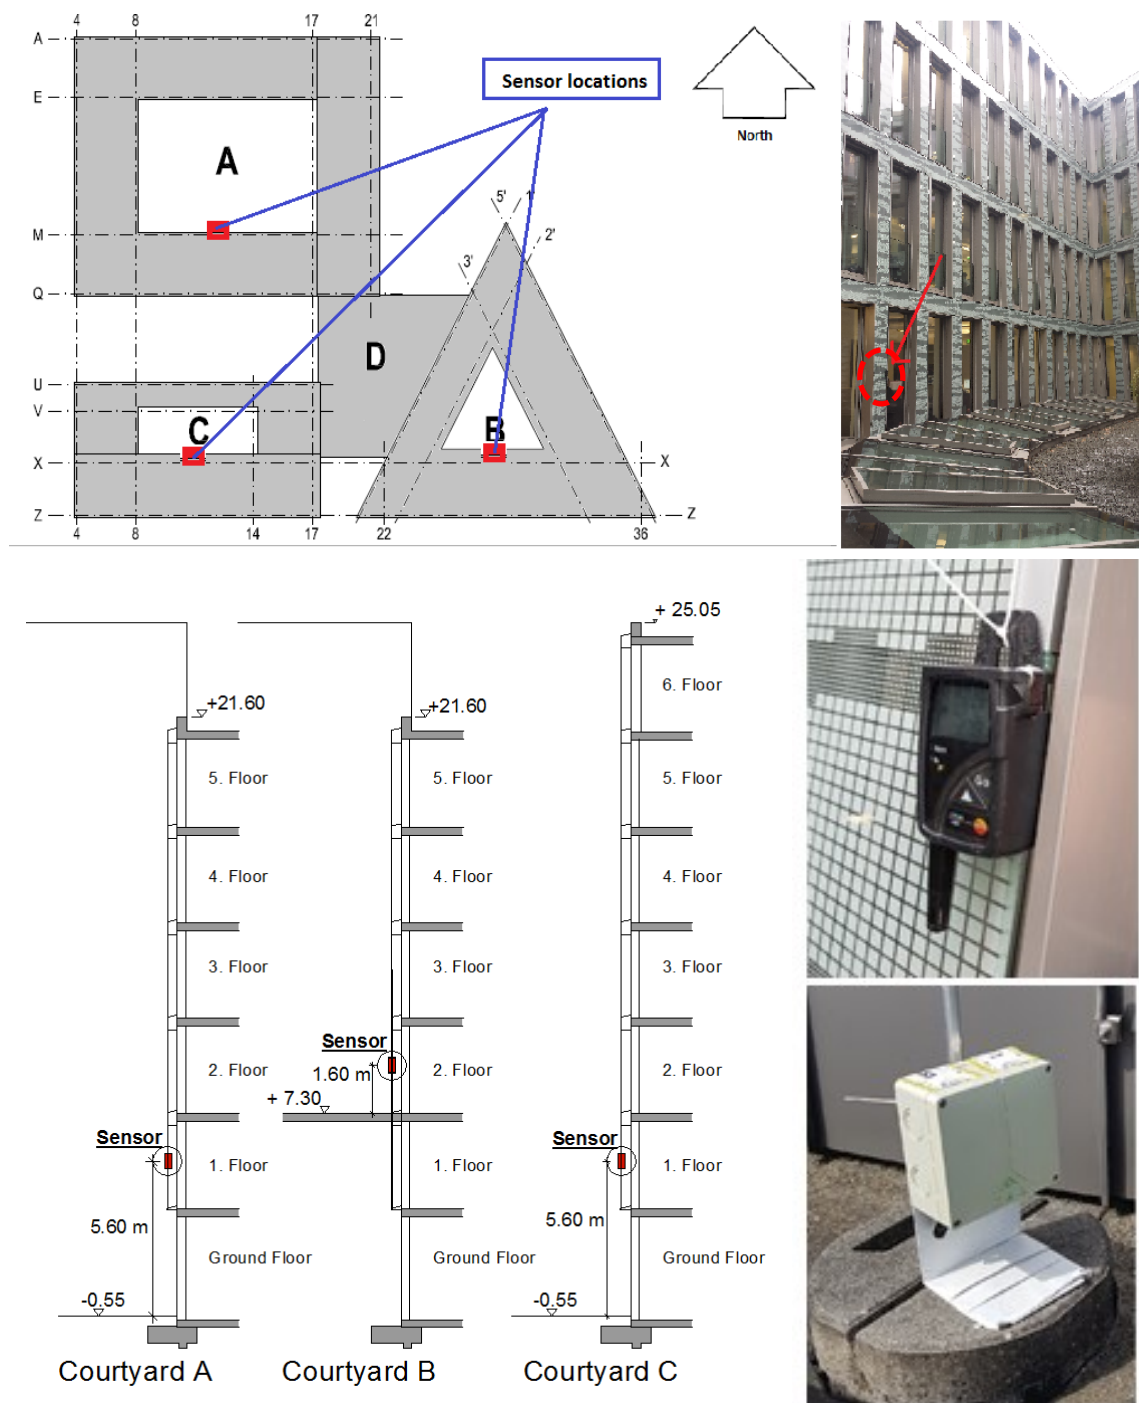 4 8 17 21
A
E
M
Q
U
V
X
Z
Sensor locations
North
A
5' 1'
2'
3'
D
C
B
X
Z
4 8 14 17 22 36
+21.60
5. Floor
4. Floor
3. Floor
2. Floor
Sensor
1. Floor
5.60 m
Ground Floor
-0.55
Courtyard A
+21.60
5. Floor
4. Floor
3. Floor
Sensor
1.60 m
2. Floor
+ 7.30
1. Floor
Ground Floor
Courtyard B
+ 25.05
6. Floor
5. Floor
4. Floor
3. Floor
2. Floor
Sensor
1. Floor
5.60 m
Ground Floor
-0.55
Courtyard C